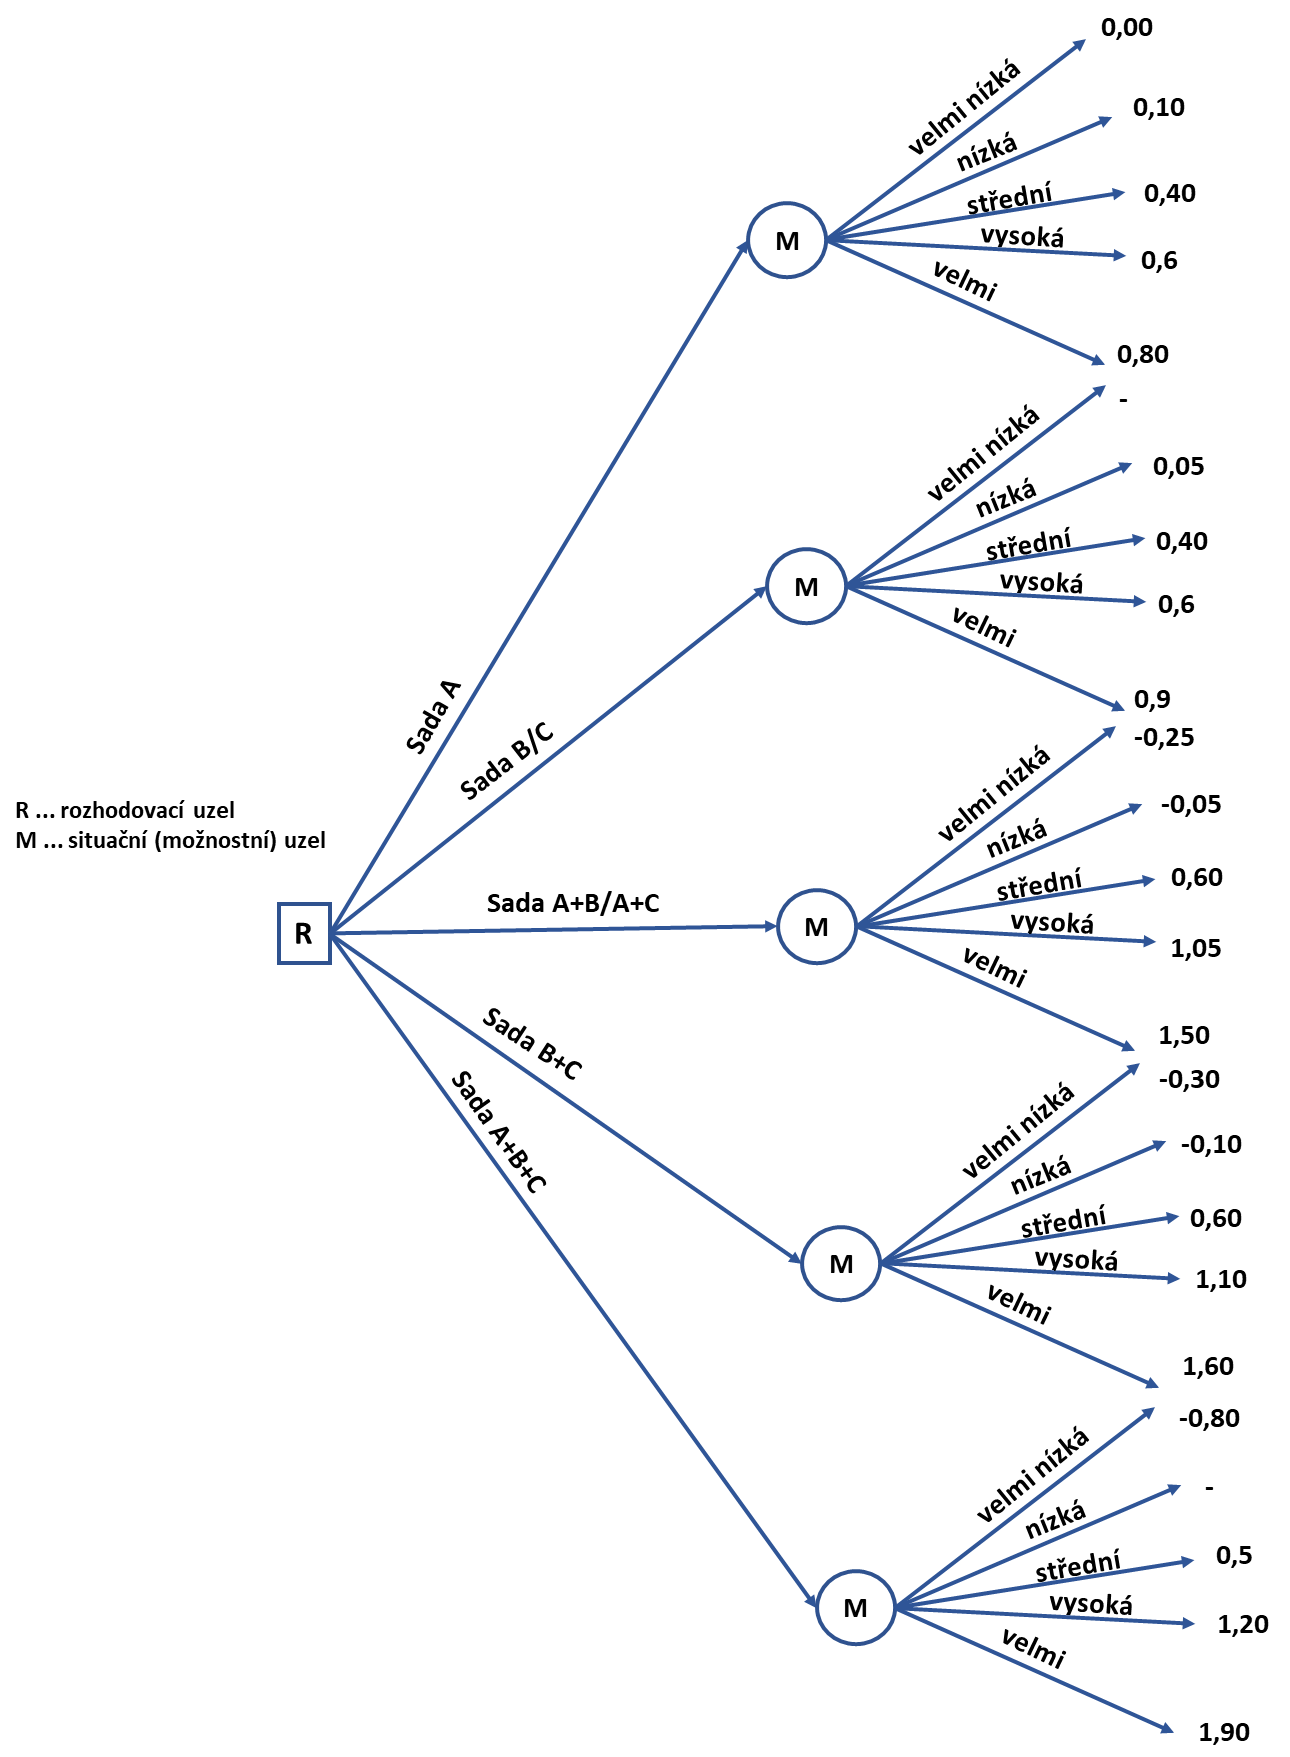 0,00
velmi nízká
0,10
nízká
0,40
střední
vysoká
M
0,6
velmi
0,80
-
velmi nízká
0,05
nízká
0,40
střední
vysoká
M
0,6
velmi
0,9
Sada A
Sada B/C
-0,25
velmi nízká
-0,05
nízká
R ... rozhodovací uzel
M ... situační (možnostní) uzel
0,60
střední
Sada A+B/A+C
vysoká
M
R
1,05
velmi
1,50
Sada B+C
-0,30
Sada A+B+C
velmi nízká
-0,10
nízká
0,60
střední
vysoká
M
1,10
velmi
1,60
-0,80
velmi nízká
-
nízká
0,5
střední
vysoká
M
1,20
velmi
1,90